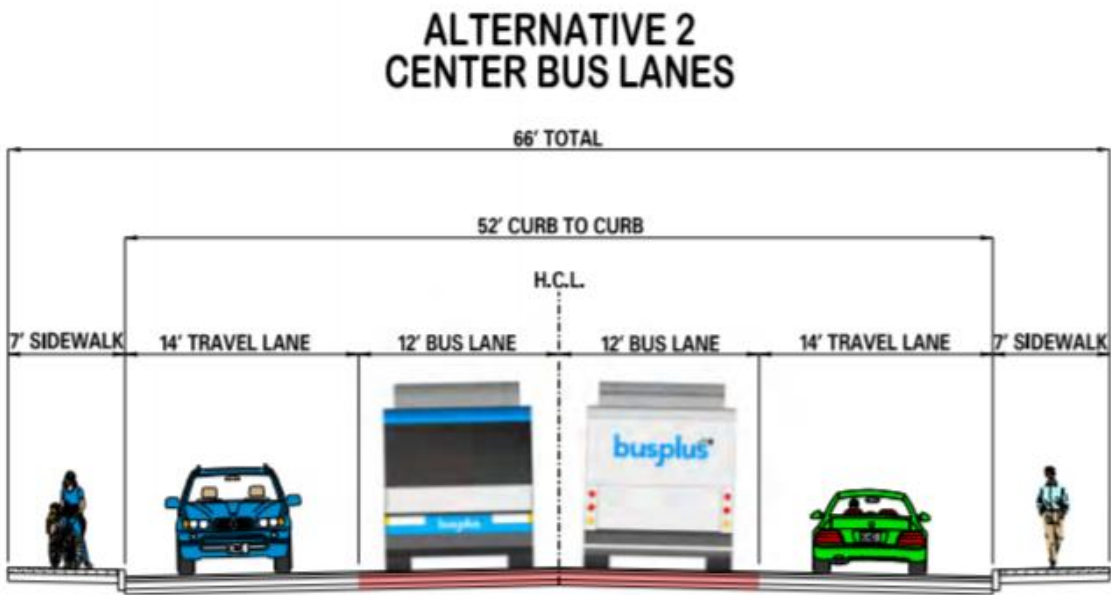 ALTERNATIVE 2
CENTER BUS LANES
66' TOTAL
52' CURB TO CURB
H.C.L.
7' SIDEWALK
14' TRAVEL LANE
12' BUS LANE
12' BUS LANE
14' TRAVEL LANE
7' SIDEWALK
busplus
busplus